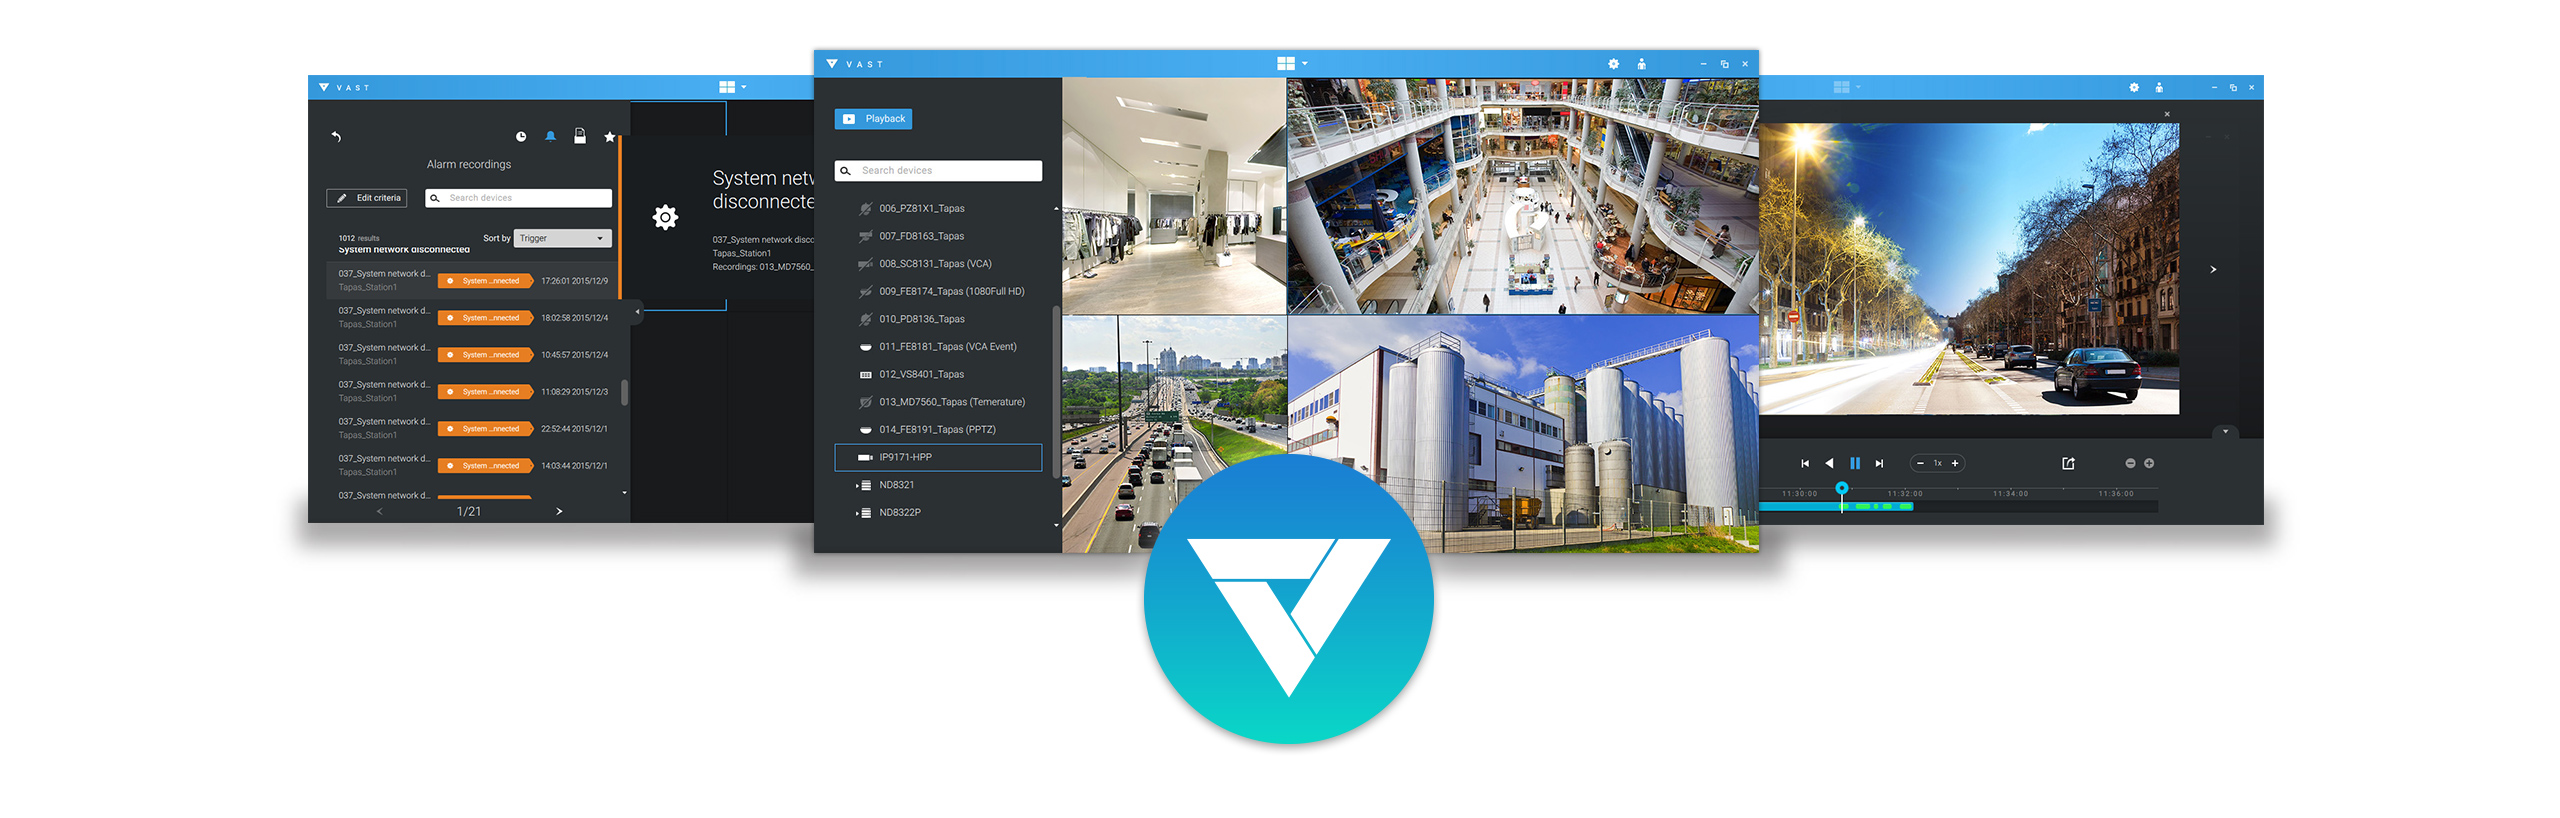 VAST
Alarm recordings
Edit criteria
Search devices
1012 results
Sort by
Trigger
System network disconnected
037_System network d...
Tapas_Station1
System ...nnected
17:26:01 2015/12/9
037_System network d...
Tapas_Station1
System ...nnected
18:02:58 2015/12/4
037_System network d...
Tapas_Station1
System ...nnected
10:45:57 2015/12/4
037_System network d...
Tapas_Station1
System ...nnected
11:08:29 2015/12/3
037_System network d...
Tapas_Station1
System ...nnected
22:52:44 2015/12/1
037_System network d...
Tapas_Station1
System ...nnected
14:03:44 2015/12/1
037_System network d...
1/21
System netw
disconnecte
037_System network disco
Tapas_Station1
Recordings: 013_MD7560_
VAST
Playback
Search devices
006_PZ81X1_Tapas
007_FD8163_Tapas
008_SC8131_Tapas (VCA)
009_FE8174_Tapas (1080Full HD)
010_PD8136_Tapas
011_FE8181_Tapas (VCA Event)
012_VS8401_Tapas
013_MD7560_Tapas (Temerature)
014_FE8191_Tapas (PPTZ)
IP9171-HPP
ND8321
ND8322P
1x
11:30:00
11:32:00
11:34:00
11:36:00